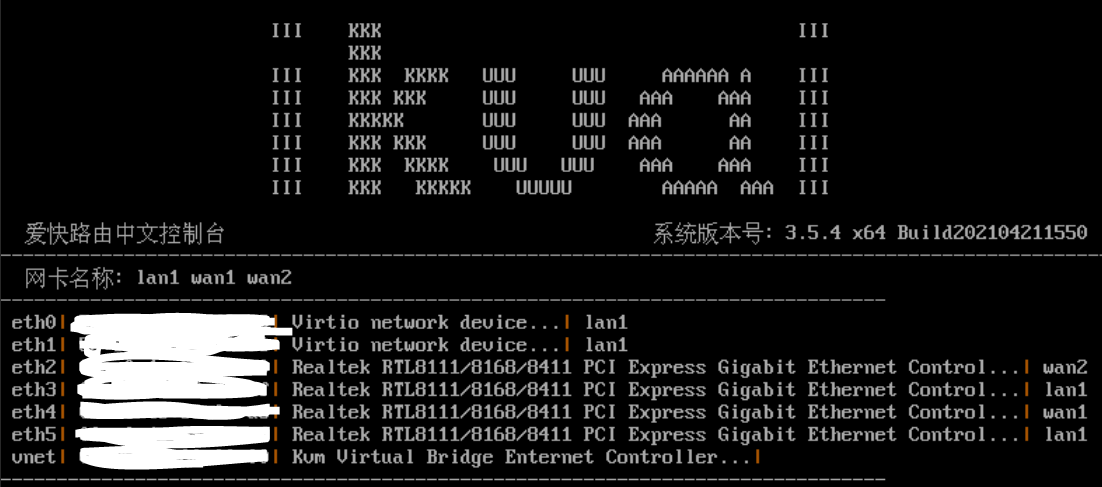 III KKK III
KKK
III KKK KKKK UUU UUU AAAAAA A III
III KKK KKK UUU UUU AAA AAA III
III KKKKK UUU UUU AAA AA III
III KKK KKK UUU UUU AAA AA III
III KKK KKKK UUU UUU AAA AAA III
III KKK KKKKK UUUUU AAAAA AAA III
爱快路由中文控制台 系统版本号: 3.5.4 x64 Build202104211550
网卡名称: lan1 wan1 wan2
eth0| | Virtio network device...| lan1
eth1| | Virtio network device...| lan1
eth2| | Realtek RTL8111/8168/8411 PCI Express Gigabit Ethernet Control...| wan2
eth3| | Realtek RTL8111/8168/8411 PCI Express Gigabit Ethernet Control...| lan1
eth4| | Realtek RTL8111/8168/8411 PCI Express Gigabit Ethernet Control...| wan1
eth5| | Realtek RTL8111/8168/8411 PCI Express Gigabit Ethernet Control...| lan1
vnet| | Kvm Virtual Bridge Enternet Controller...|